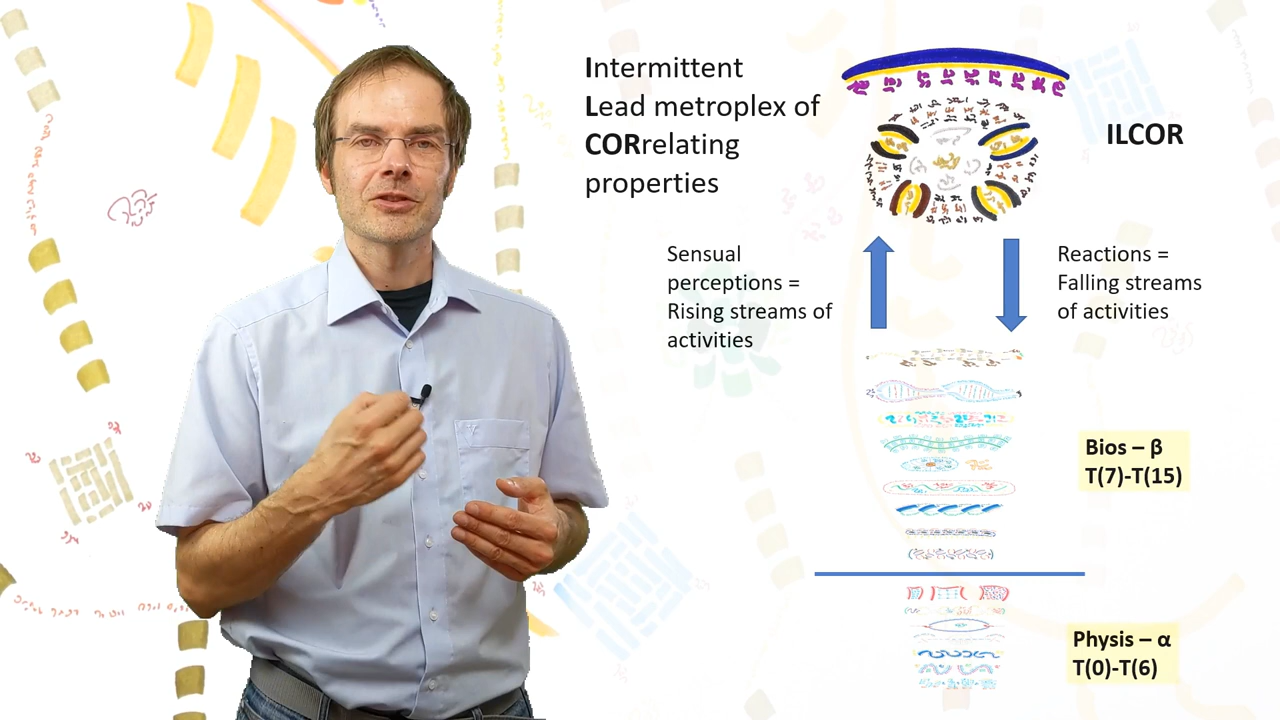 Intermittent
Lead metroplex of
CORrelating
properties
ILCOR
Sensual
perceptions =
Rising streams of
activities
Reactions =
Falling streams
of activities
Bios – β
T(7)-T(15)
Physis – α
T(0)-T(6)